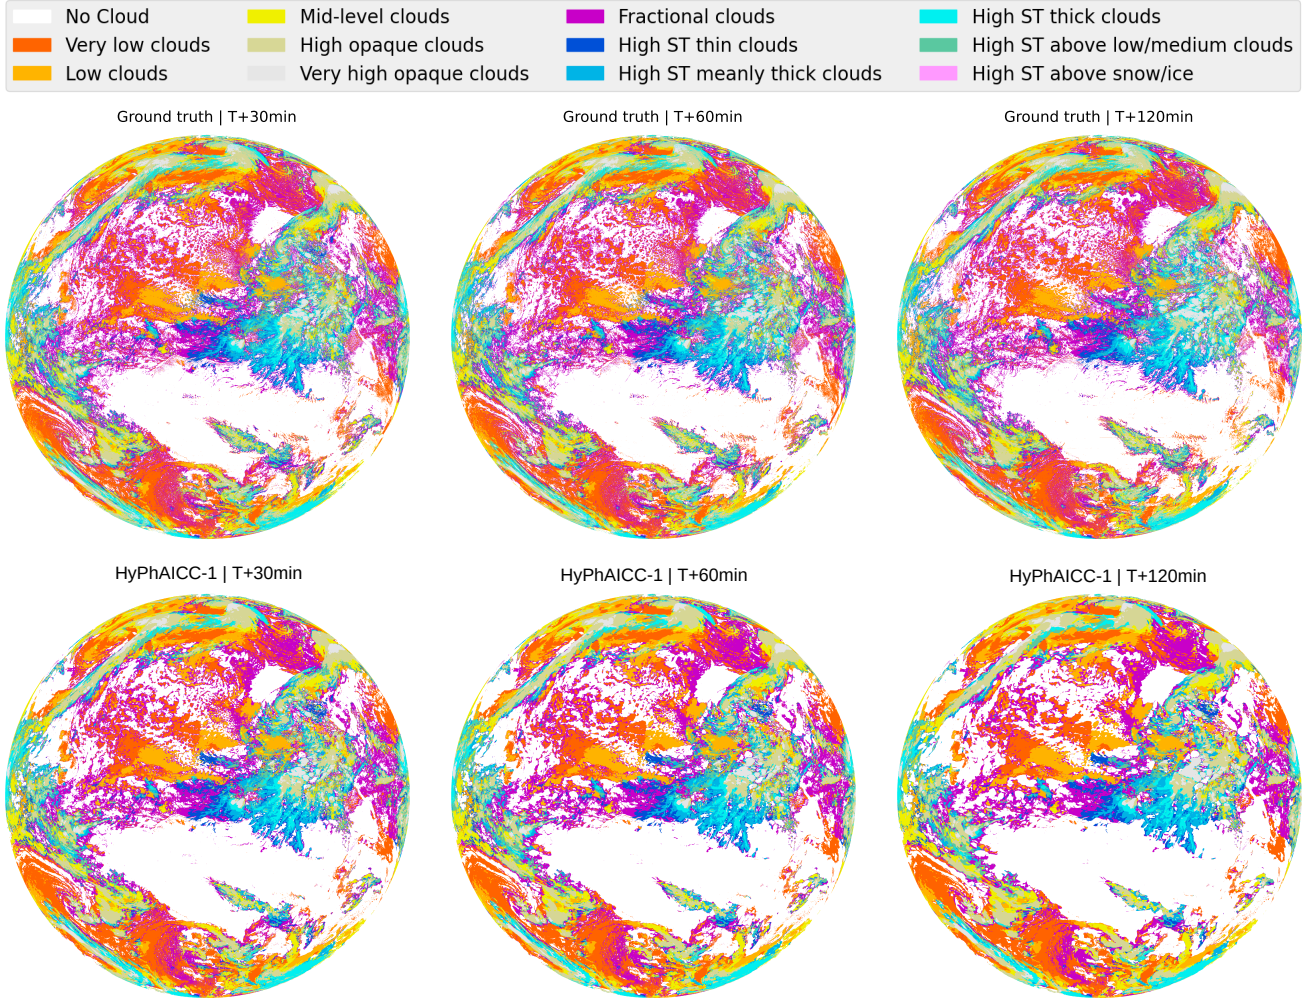 No Cloud
Very low clouds
Low clouds
Mid-level clouds
High opaque clouds
Very high opaque clouds
Fractional clouds
High ST thin clouds
High ST meanly thick clouds
High ST thick clouds
High ST above low/medium clouds
High ST above snow/ice
Ground truth | T+30min
Ground truth | T+60min
Ground truth | T+120min
HyPhAICC-1 | T+30min
HyPhAICC-1 | T+60min
HyPhAICC-1 | T+120min